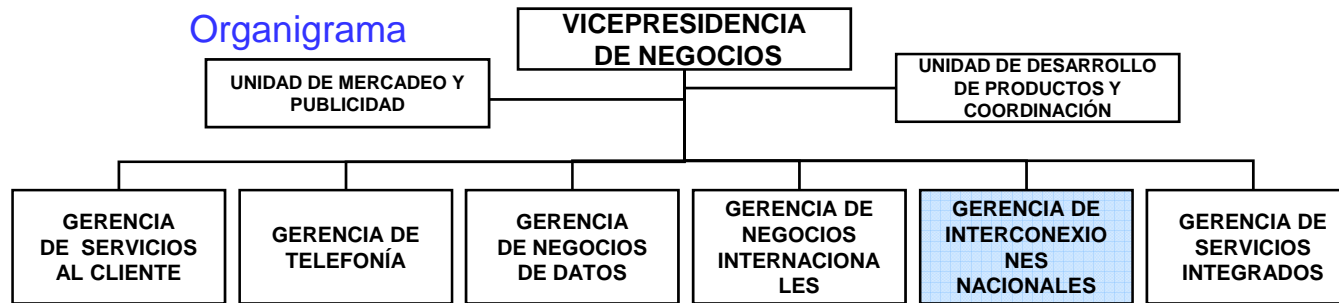 Organigrama
VICEPRESIDENCIA
DE NEGOCIOS
UNIDAD DE MERCADEO Y
PUBLICIDAD
UNIDAD DE DESARROLLO
DE PRODUCTOS Y
COORDINACIÓN
GERENCIA
DE SERVICIOS
AL CLIENTE
GERENCIA DE
TELEFONÍA
GERENCIA
DE NEGOCIOS
DE DATOS
GERENCIA DE
NEGOCIOS
INTERNACIONA
LES
GERENCIA DE
INTERCONEXIO
NES
NACIONALES
GERENCIA DE
SERVICIOS
INTEGRADOS